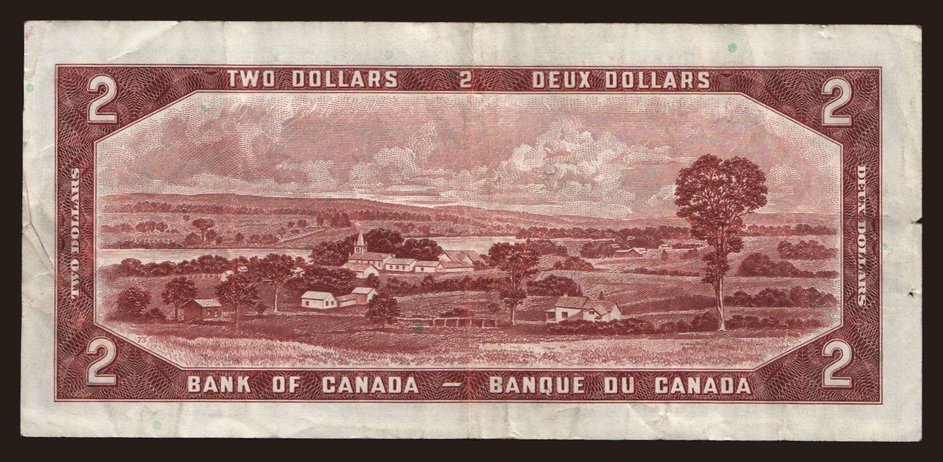 2 TWO DOLLARS 2 DEUX DOLLARS 2
TWO DOLLARS
DEUX DOLLARS
2 BANK OF CANADA — BANQUE DU CANADA 2